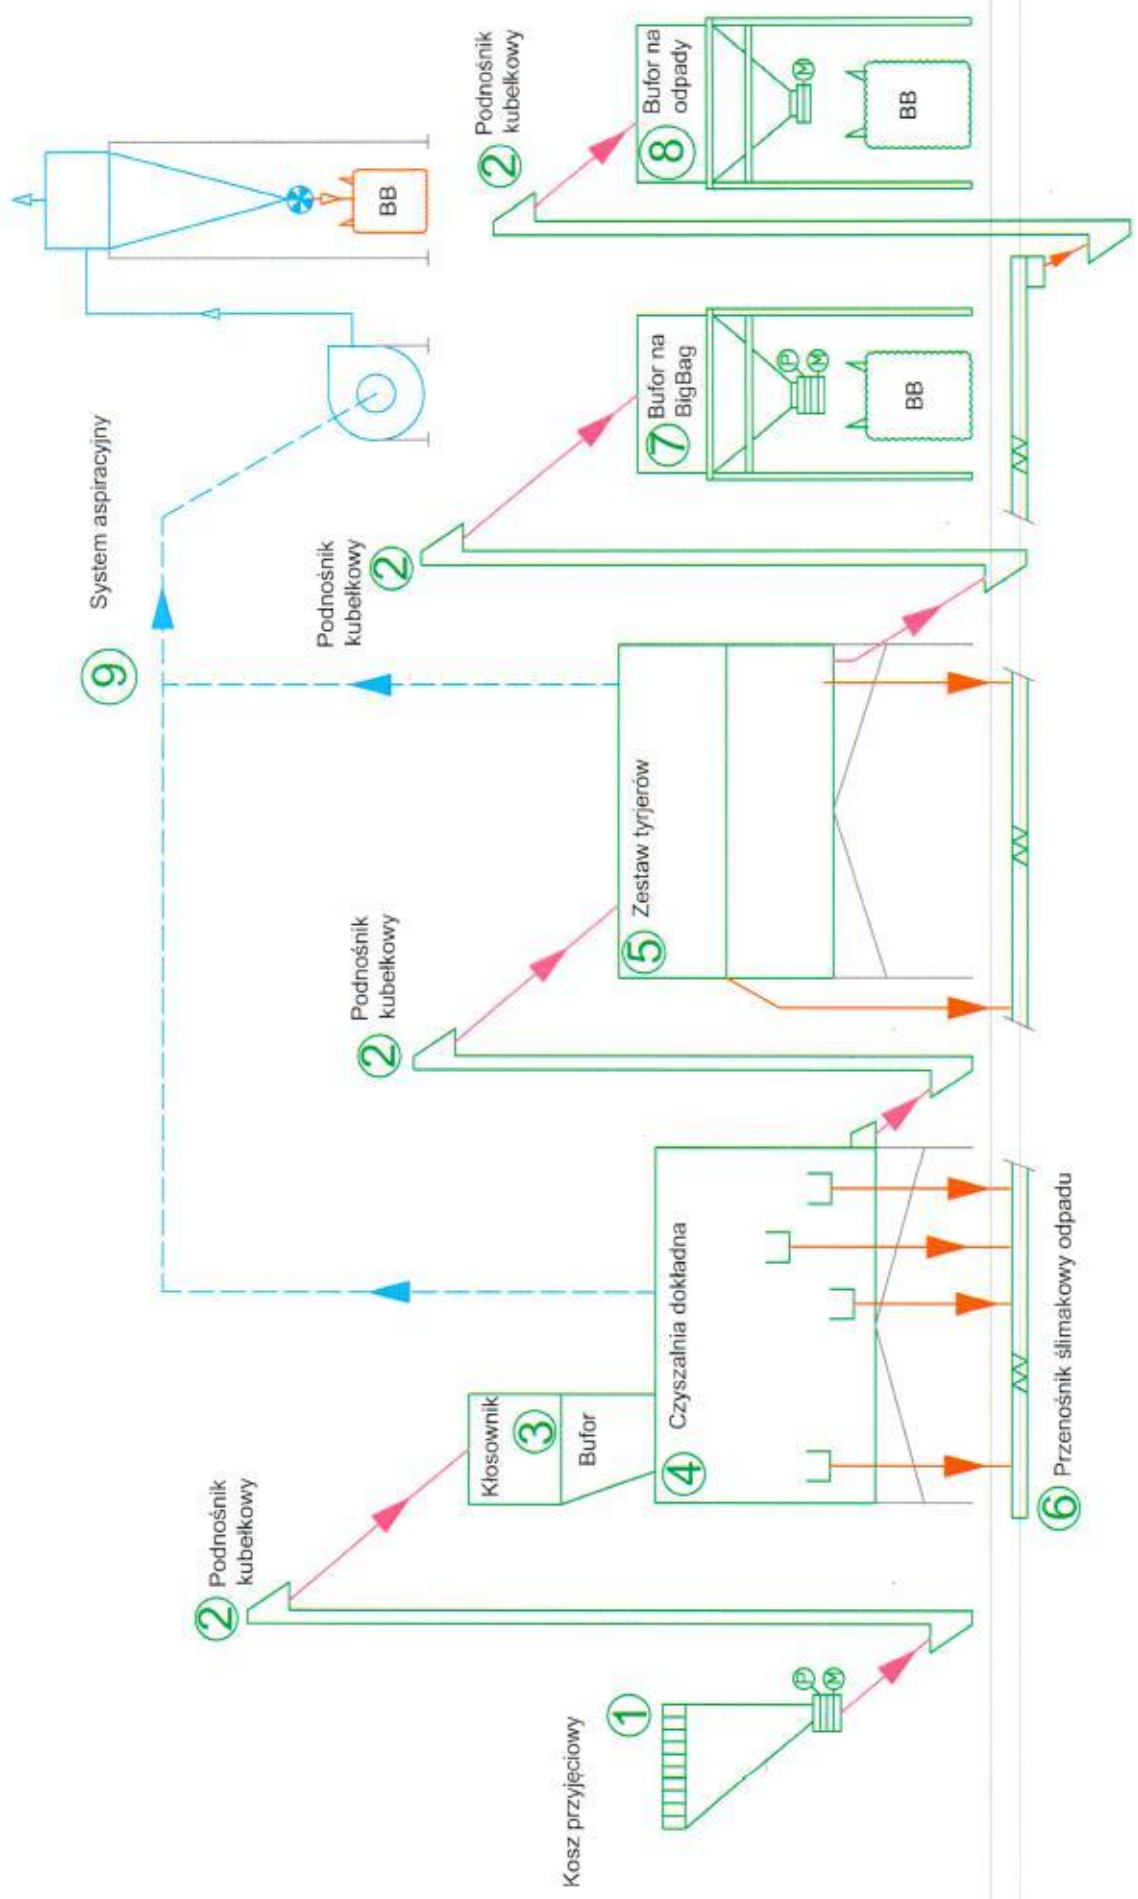 9
System aspiracyjny
BB
2
Podnośnik
kubełkowy
3
Kłosownik
Bufor
2
Podnośnik
kubełkowy
2
Podnośnik
kubełkowy
2
Podnośnik
kubełkowy
Kosz przyjęciowy
1
P
M
4
Czyszalnia dokładna
5
Zestaw tyrjerów
7
Bufor na
BigBag
P
M
BB
8
Bufor na
odpady
M
BB
6
Przenośnik ślimakowy odpadu